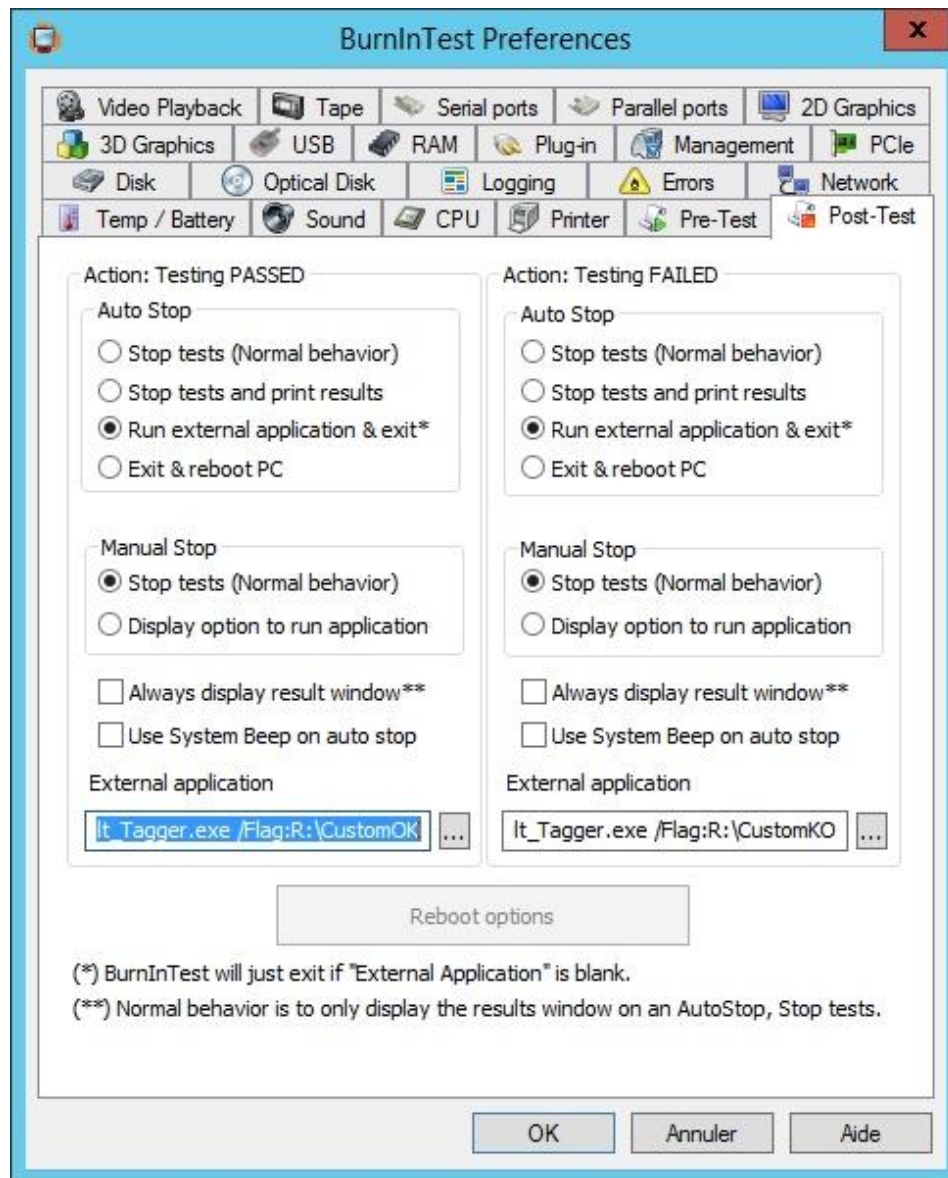 BurnInTest Preferences
x
Video Playback Tape Serial ports Parallel ports 2D Graphics
3D Graphics USB RAM Plug-in Management PCIe
Disk Optical Disk Logging Errors Network
Temp / Battery Sound CPU Printer Pre-Test Post-Test
Action: Testing PASSED
Auto Stop
Stop tests (Normal behavior)
Stop tests and print results
Run external application & exit*
Exit & reboot PC
Manual Stop
Stop tests (Normal behavior)
Display option to run application
Always display result window**
Use System Beep on auto stop
External application
lt_Tagger.exe /Flag:R:\CustomOK ...
Action: Testing FAILED
Auto Stop
Stop tests (Normal behavior)
Stop tests and print results
Run external application & exit*
Exit & reboot PC
Manual Stop
Stop tests (Normal behavior)
Display option to run application
Always display result window**
Use System Beep on auto stop
External application
lt_Tagger.exe /Flag:R:\CustomKO ...
Reboot options
(*) BurnInTest will just exit if "External Application" is blank.
(**) Normal behavior is to only display the results window on an AutoStop, Stop tests.
OK Annuler Aide